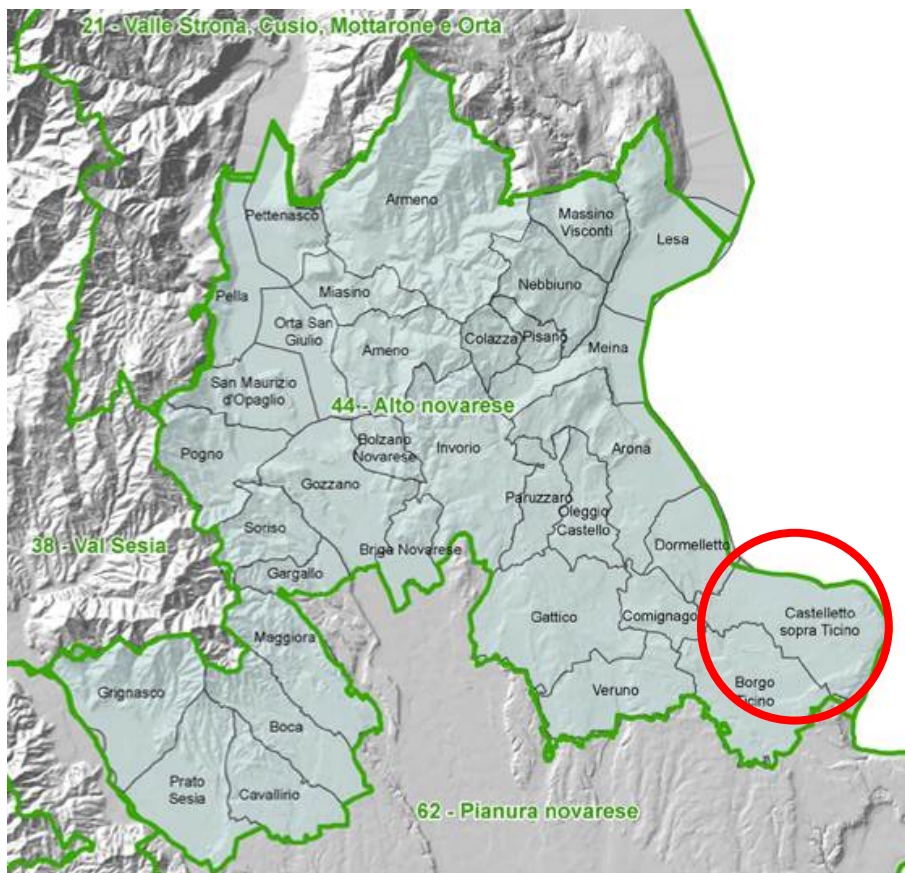 21 - Valle Strona, Cusio, Mottarone e Orta
Armeno
Pettenasco
Massino
Visconti
Lesa
Nebbiuno
Miasino
Pella
Orta San
Giulio
Ameno
Colazza
Pisano
Meina
San Maurizio
d'Opaglio
44 - Alto novarese
Bolzano
Novarese
Invorio
Arona
Pogno
Gozzano
Paruzzaro
Oleggio
Castello
Soriso
Dormelletto
38 - Val Sesia
Briga Novarese
Gargallo
Gattico
Comignago
Castelletto
sopra Ticino
Maggiora
Grignasco
Veruno
Borgo
Ticino
Boca
Prato
Sesia
Cavallirio
62 - Pianura novarese